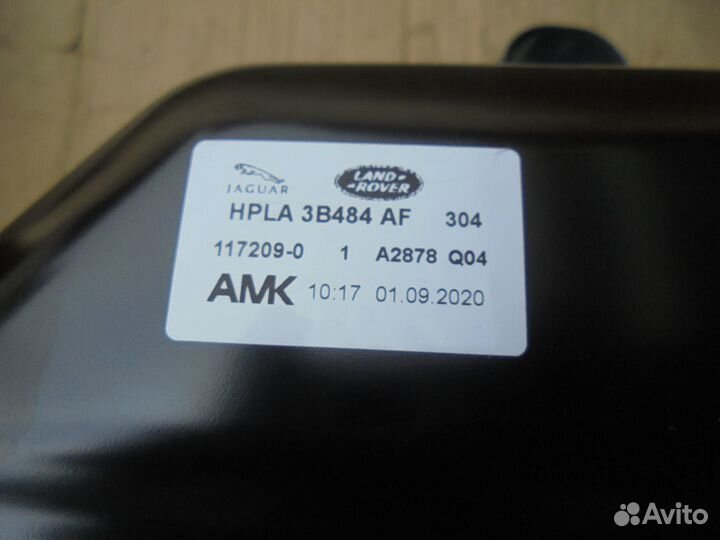 JAGUAR
LAND
ROVER
HPLA 3B484 AF 304
117209-0 1 A2878 Q04
AMK 10:17 01.09.2020
Avito